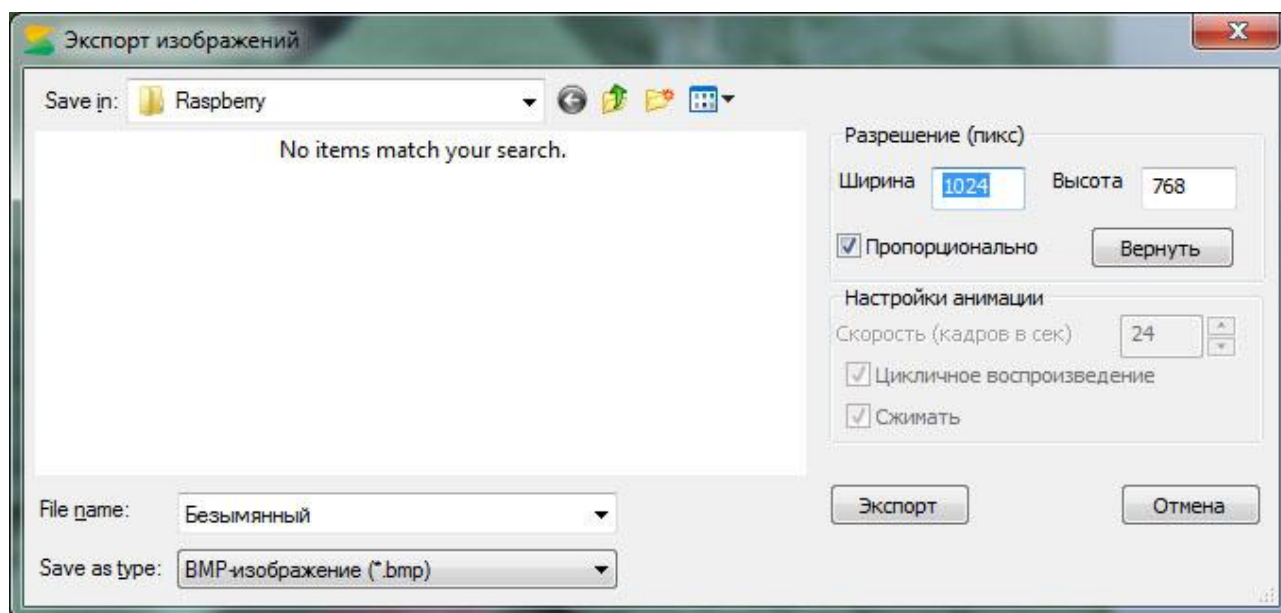 Экспорт изображений
Save in: Raspberry
No items match your search.
Разрешение (пикс)
Ширина 1024 Высота 768
Пропорционально Вернуть
Настройки анимации
Скорость (кадров в сек) 24
Цикличное воспроизведение
Сжимать
File name: Безымянный
Save as type: BMP-изображение (*.bmp)
Экспорт Отмена